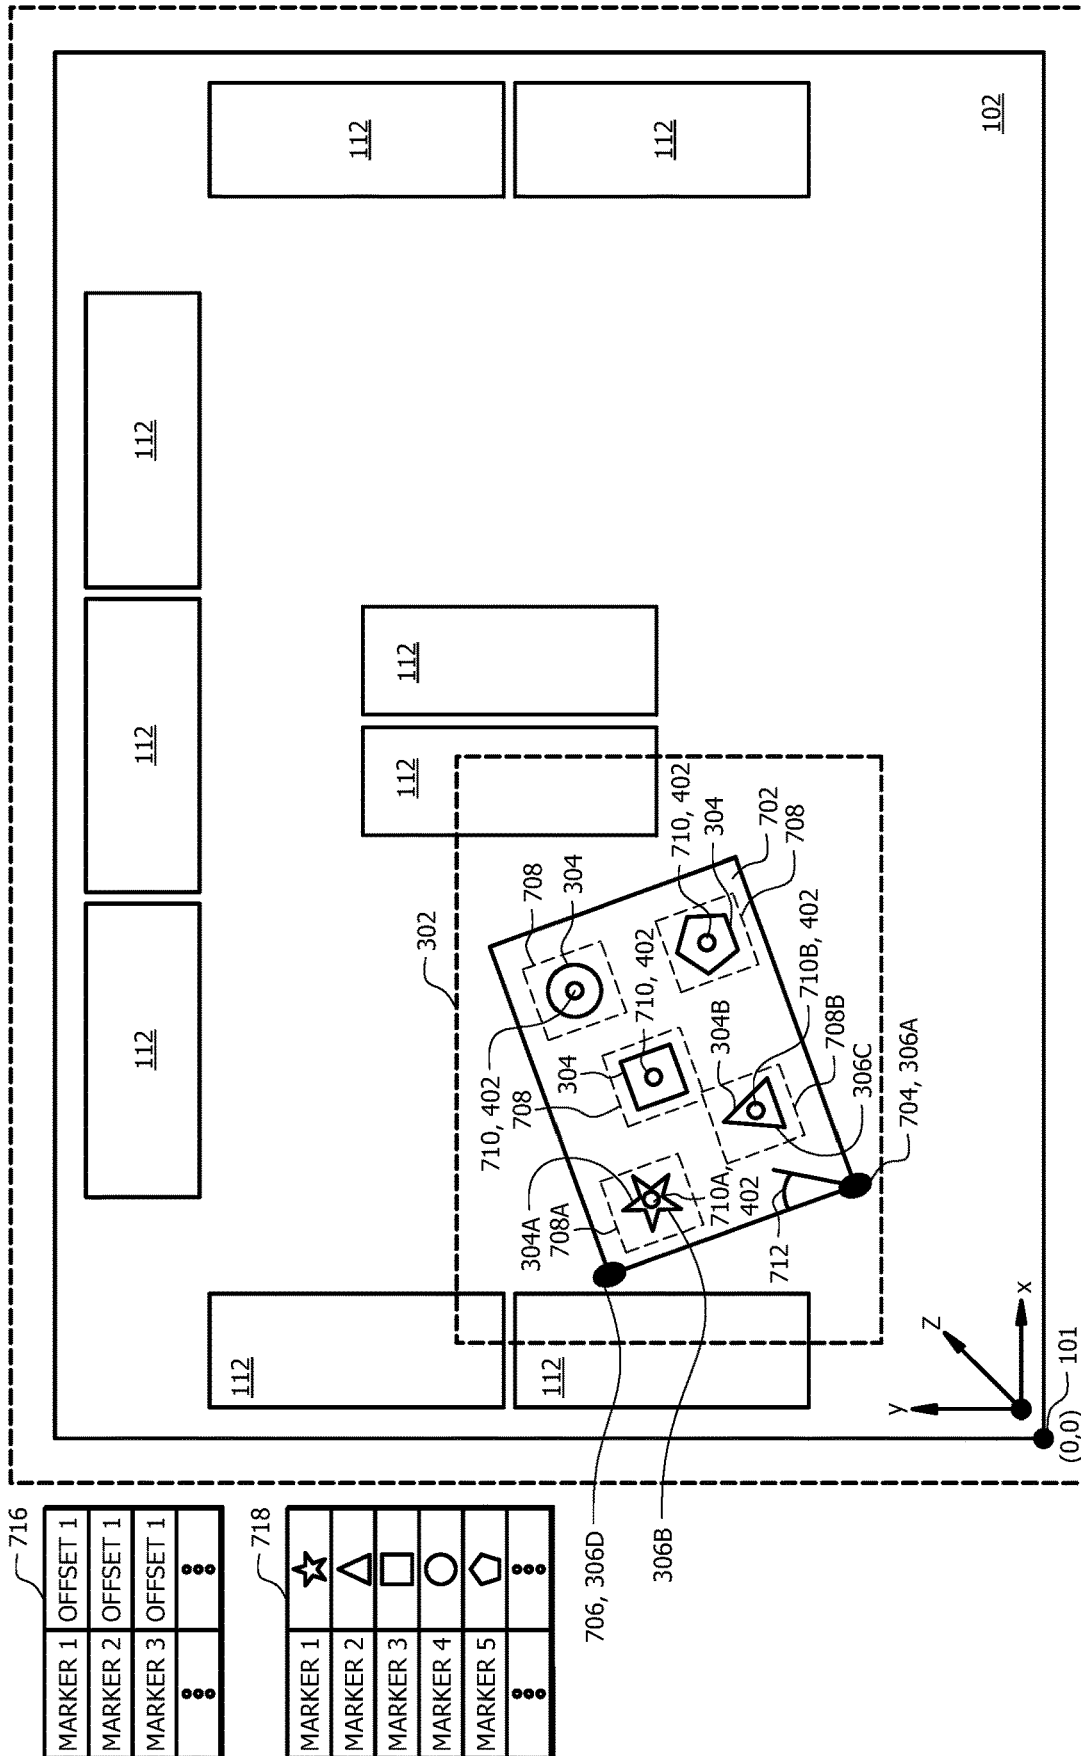 716
MARKER 1 OFFSET 1
MARKER 2 OFFSET 1
MARKER 3 OFFSET 1
718
MARKER 1
MARKER 2
MARKER 3
MARKER 4
MARKER 5
112
112
112
112
112
112
112
112
112
102
302
710, 402
708
304
708
304
710, 402
710, 402
304
702
708
304A
708A
710A,
402
304B
710B, 402
708B
306C
704, 306A
712
706, 306D
306B
y
Z
x
(0,0)
101